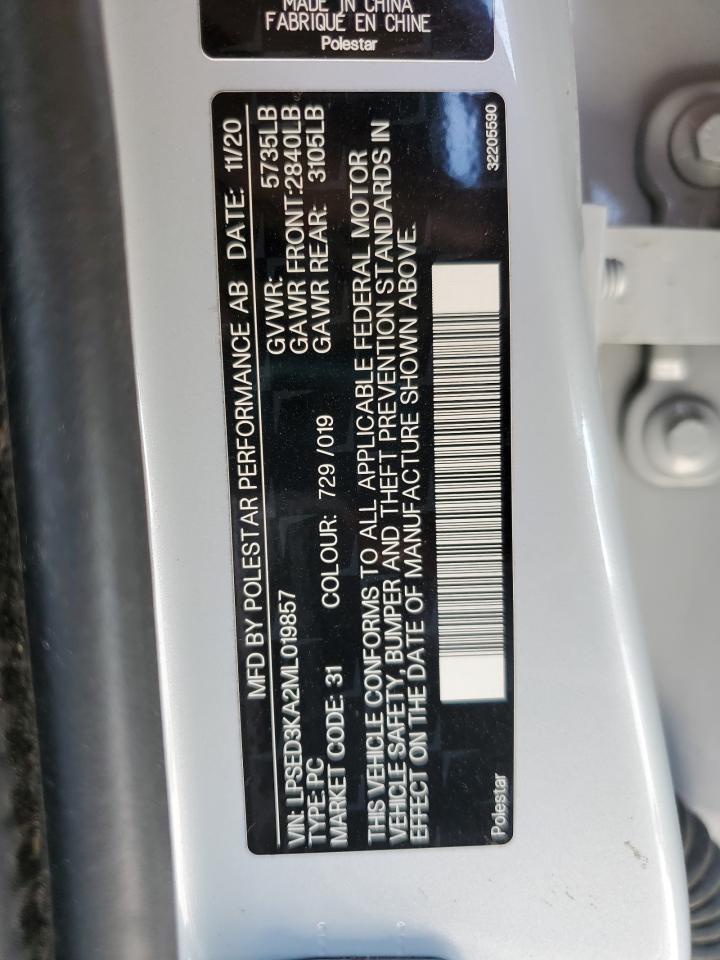 MADE IN CHINA
FABRIQUÉ EN CHINE
Polestar
MFD BY POLESTAR PERFORMANCE AB DATE: 11/20
VIN: LPSED3KA2ML019857 GVWR: 5735LB
TYPE: PC GAWR FRONT:2840LB
MARKET CODE: 31 COLOUR: 729 /019 GAWR REAR: 3105LB
THIS VEHICLE CONFORMS TO ALL APPLICABLE FEDERAL MOTOR
VEHICLE SAFETY, BUMPER AND THEFT PREVENTION STANDARDS IN
EFFECT ON THE DATE OF MANUFACTURE SHOWN ABOVE.
Polestar 32205590